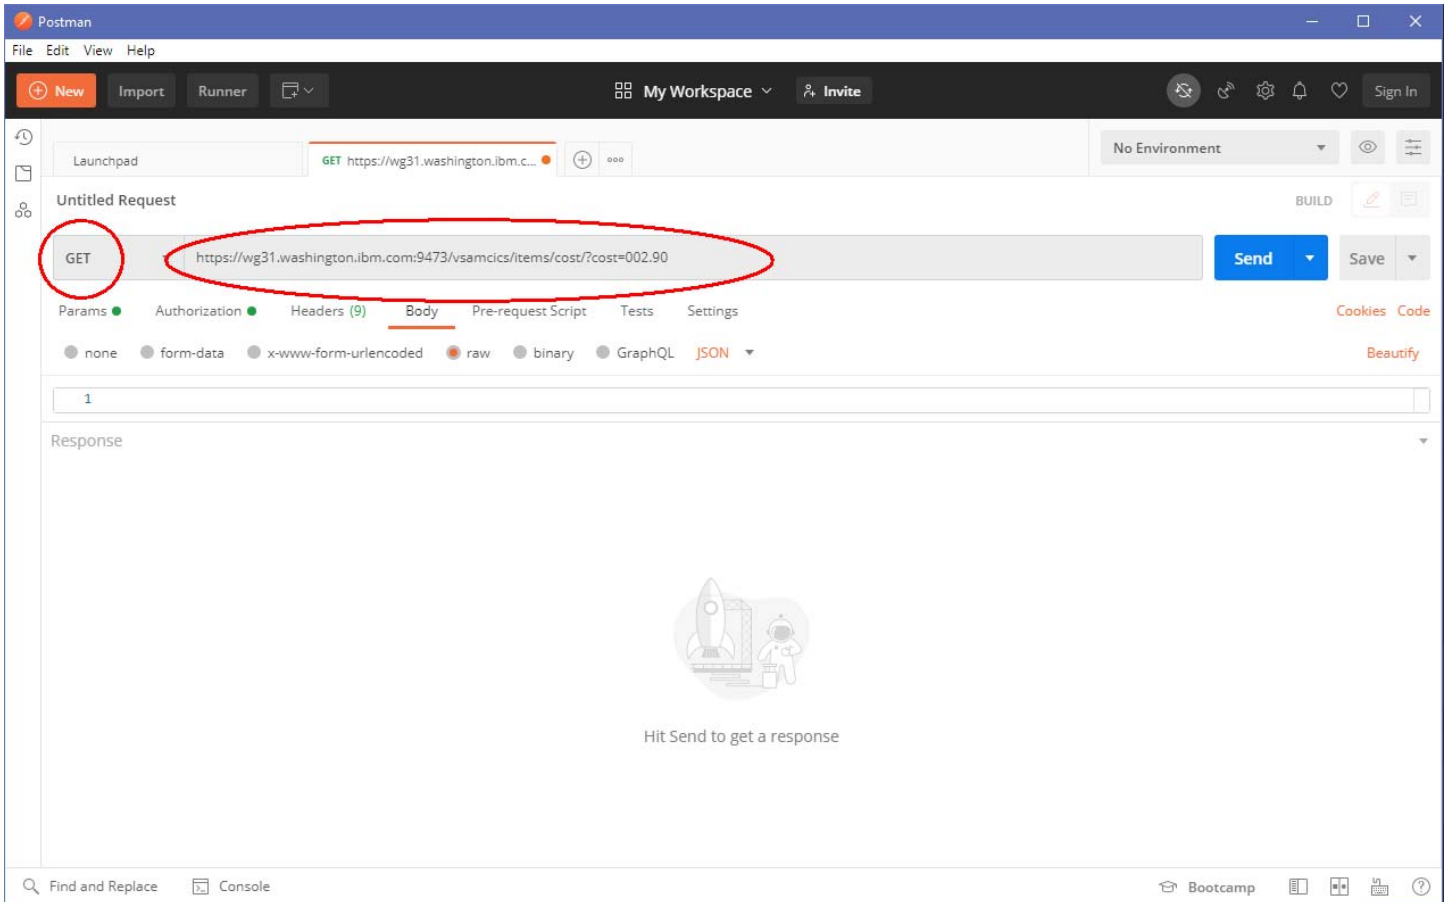 Postman
File Edit View Help
New Import Runner My Workspace Invite Sign In
Launchpad GET https://wg31.washington.ibm.c... No Environment
Untitled Request BUILD
GET https://wg31.washington.ibm.com:9473/vsamcics/items/cost/?cost=002.90 Send Save
Params Authorization Headers (9) Body Pre-request Script Tests Settings Cookies Code
none form-data x-www-form-urlencoded raw binary GraphQL JSON Beautify
1
Response
Hit Send to get a response
Find and Replace Console Bootcamp